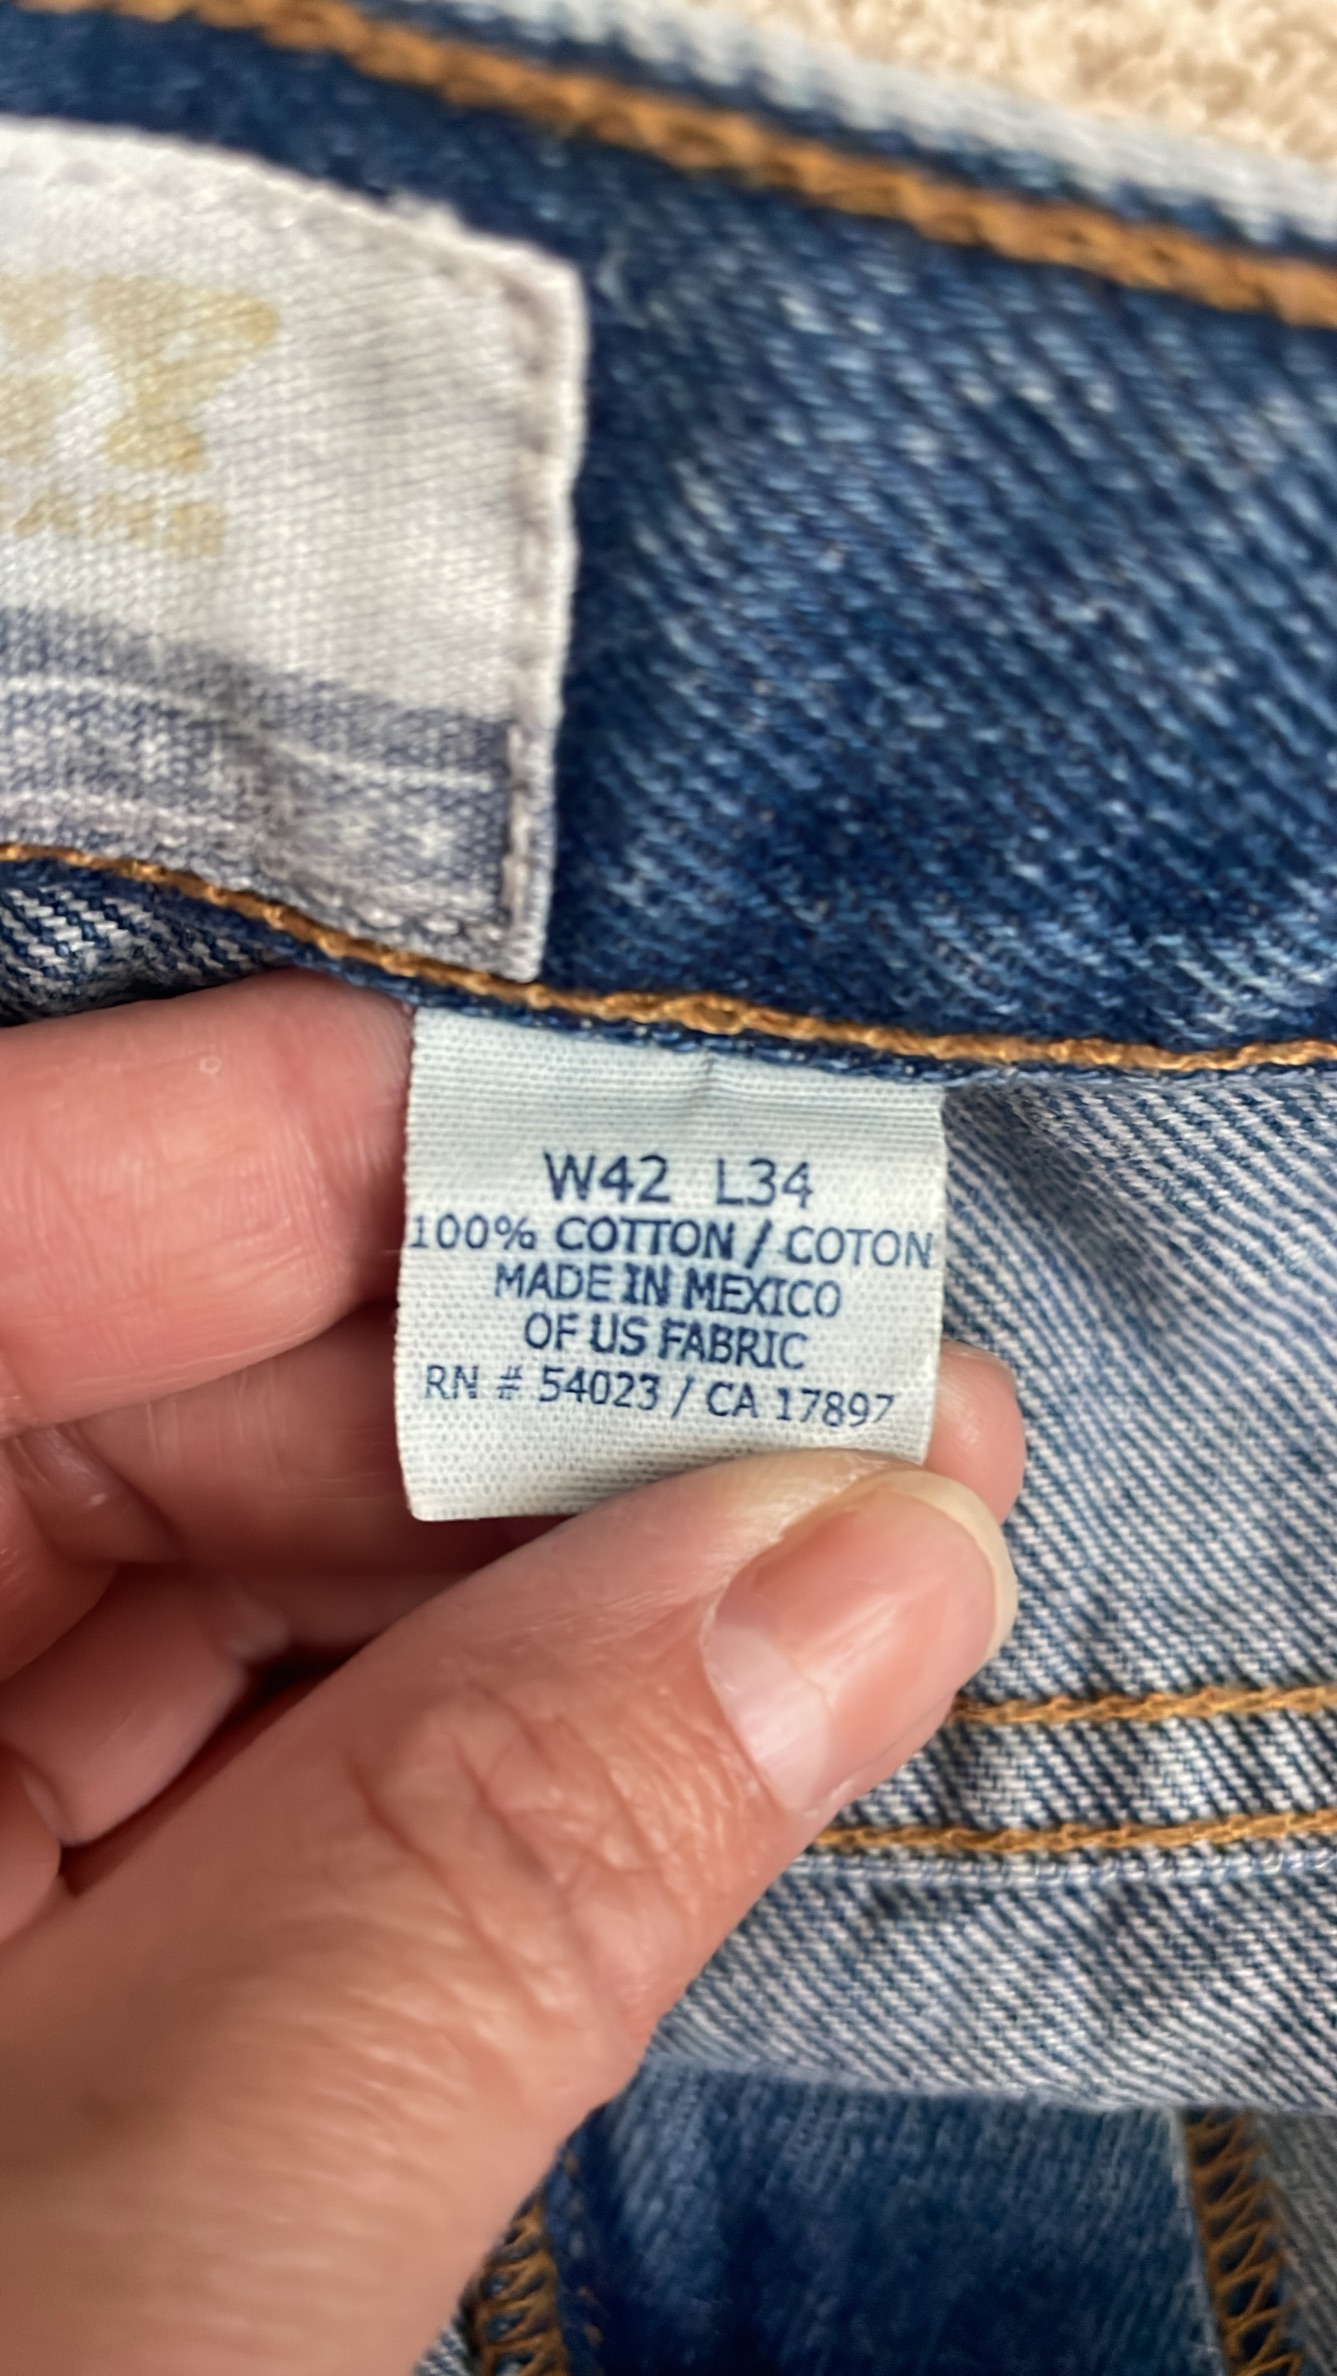 W42 L34
100% COTTON / COTON
MADE IN MEXICO
OF US FABRIC
RN # 54023 / CA 17897